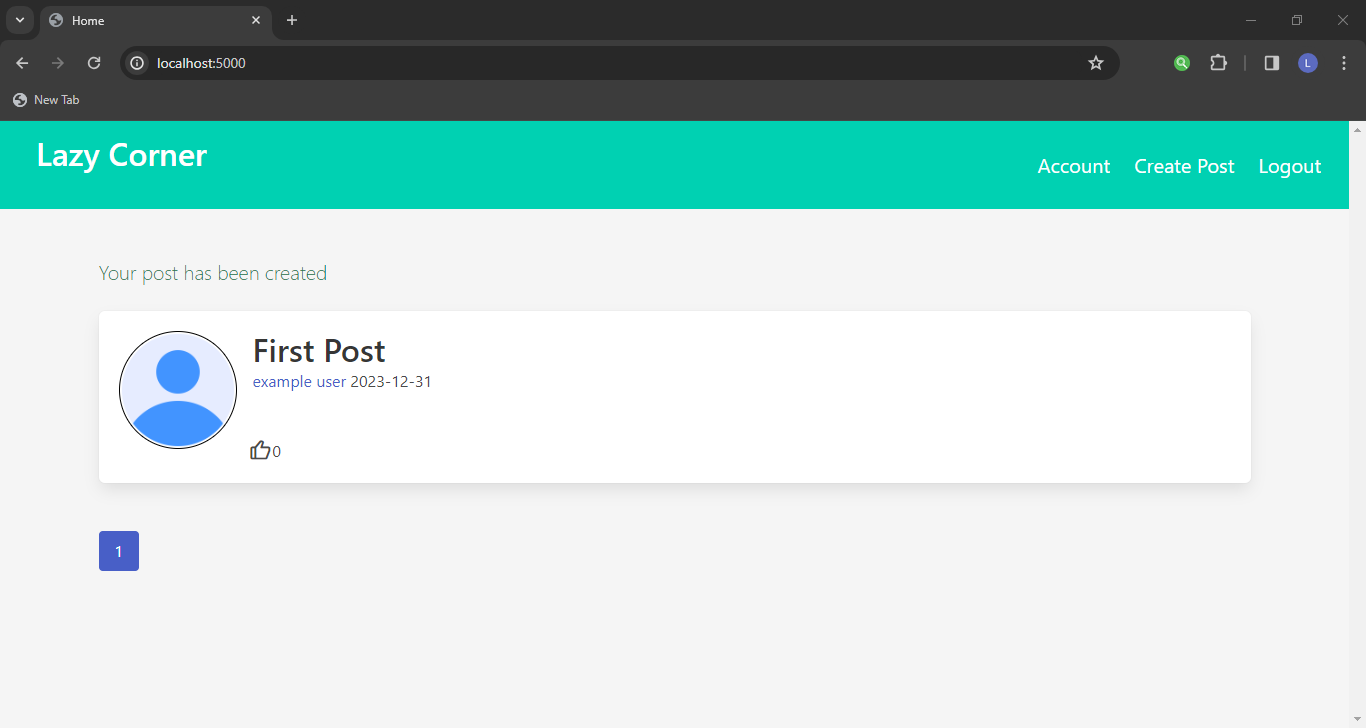 Home
localhost:5000
L
New Tab
Lazy Corner
Account Create Post Logout
Your post has been created
First Post
example user 2023-12-31
0
1